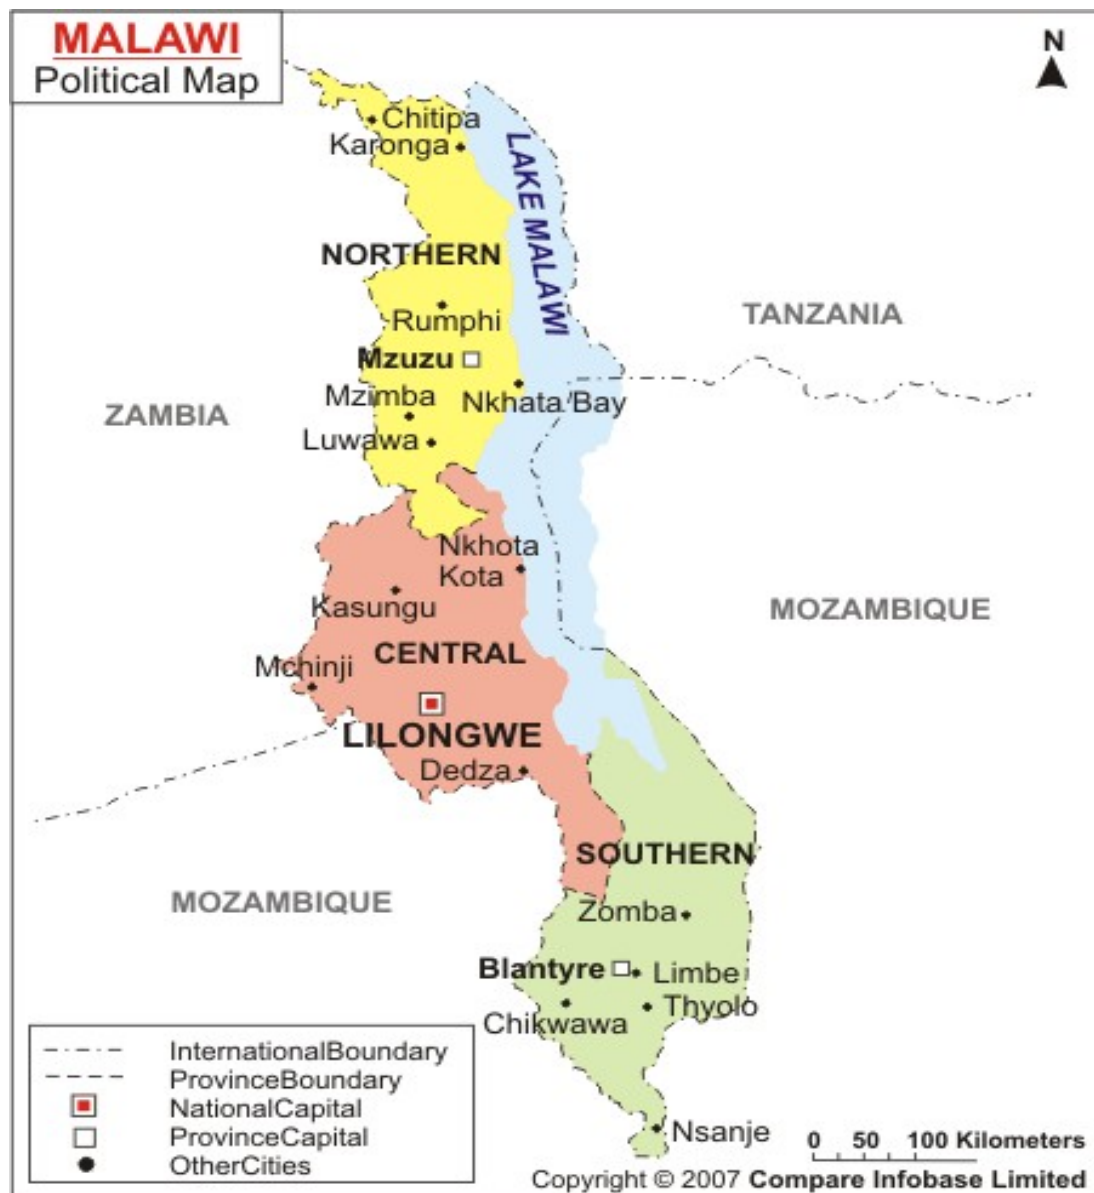 MALAWI
Political Map
N
Chitipa
Karonga
LAKE MALAWI
NORTHERN
TANZANIA
Rumphi
Mzuzu
Mzimba
Nkhata Bay
ZAMBIA
Luwawa
Nkhota
Kota
Kasungu
MOZAMBIQUE
CENTRAL
Mchinji
LILONGWE
Dedza
SOUTHERN
MOZAMBIQUE
Zomba
Blantyre
Limbe
Thyolo
Chikwawa
InternationalBoundary
ProvinceBoundary
NationalCapital
ProvinceCapital
OtherCities
Nsanje
0 50 100 Kilometers
Copyright © 2007 Compare Infobase Limited